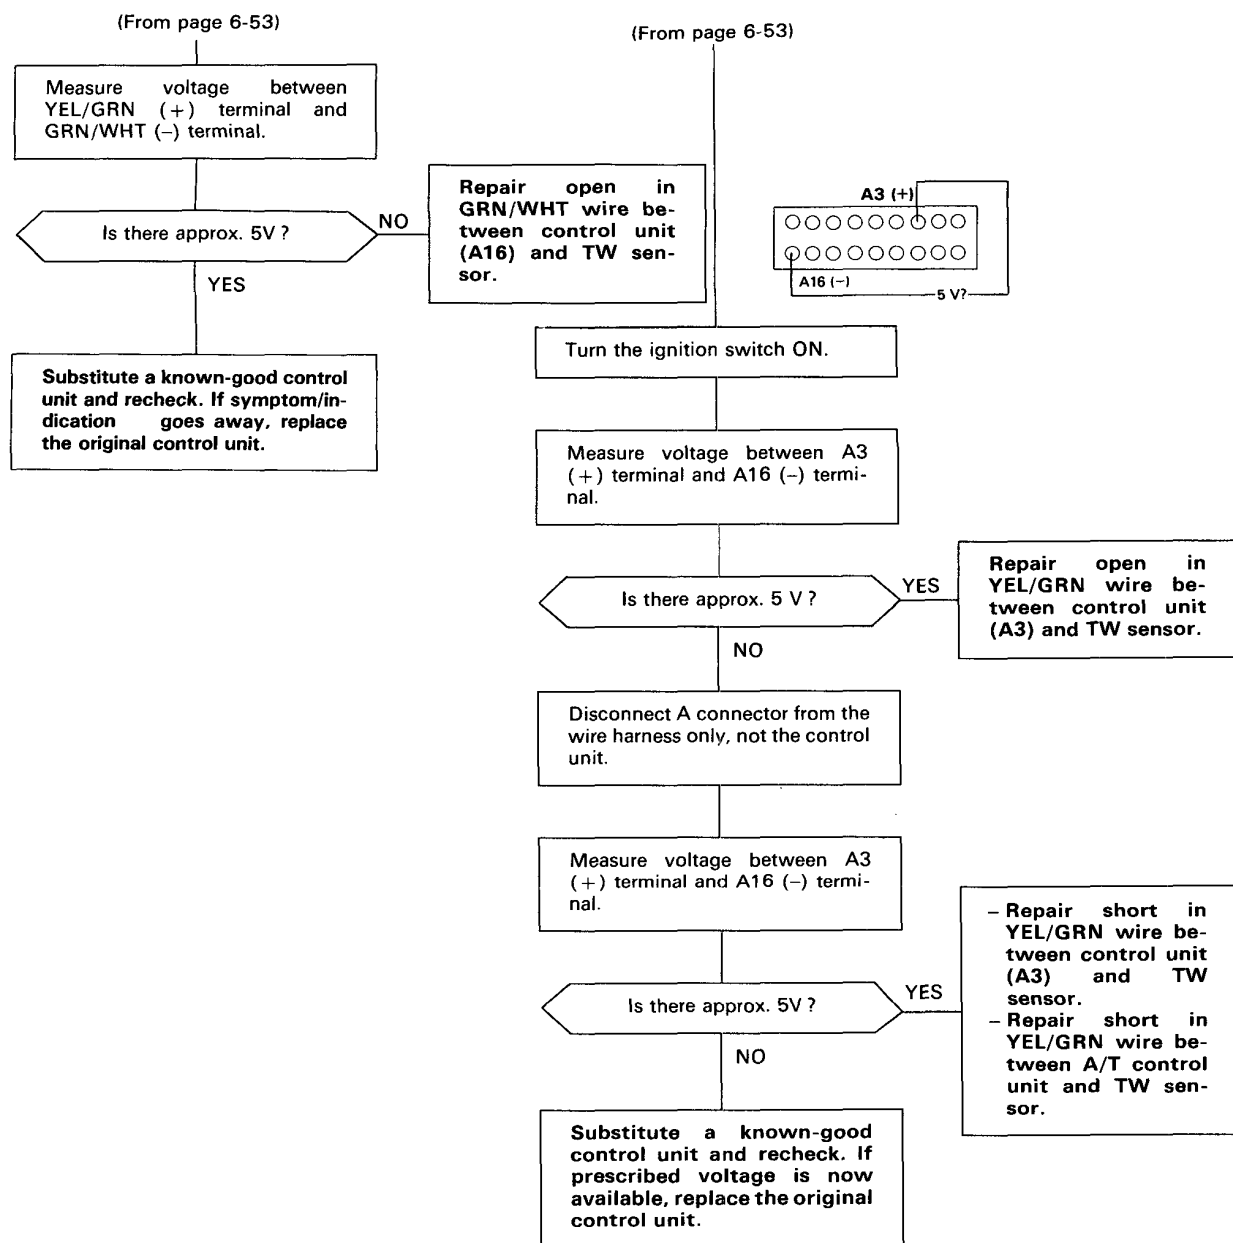 (From page 6-53)
Measure voltage between
YEL/GRN (+) terminal and
GRN/WHT (–) terminal.
Is there approx. 5V ?
NO
Repair open in
GRN/WHT wire be-
tween control unit
(A16) and TW sen-
sor.
YES
Substitute a known-good control
unit and recheck. If symptom/in-
dication goes away, replace
the original control unit.
(From page 6-53)
A3 (+)
A16 (–)
5 V?
Turn the ignition switch ON.
Measure voltage between A3
(+) terminal and A16 (–) termi-
nal.
Is there approx. 5 V ?
YES
Repair open in
YEL/GRN wire be-
tween control unit
(A3) and TW sensor.
NO
Disconnect A connector from the
wire harness only, not the control
unit.
Measure voltage between A3
(+) terminal and A16 (–) termi-
nal.
Is there approx. 5V ?
YES
– Repair short in
YEL/GRN wire be-
tween control unit
(A3) and TW
sensor.
– Repair short in
YEL/GRN wire be-
tween A/T control
unit and TW sen-
sor.
NO
Substitute a known-good
control unit and recheck. If
prescribed voltage is now
available, replace the original
control unit.